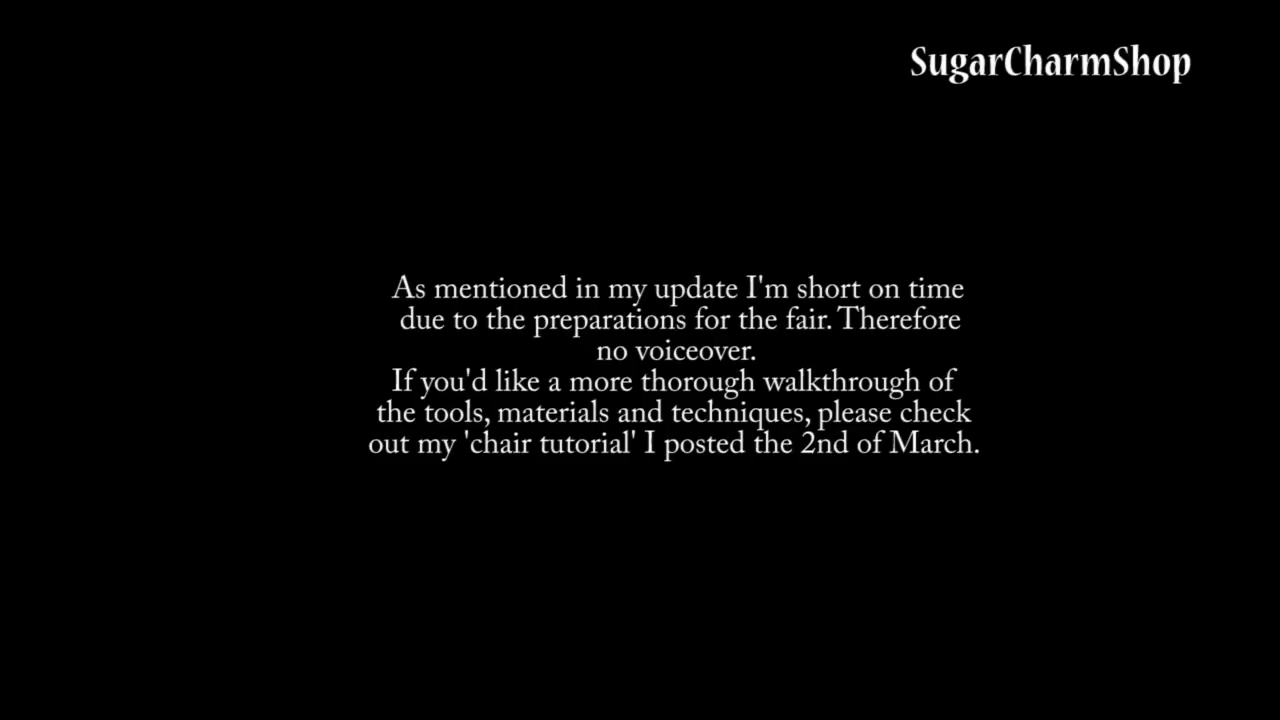 SugarCharmShop
As mentioned in my update I'm short on time
due to the preparations for the fair. Therefore
no voiceover.
If you'd like a more thorough walkthrough of
the tools, materials and techniques, please check
out my 'chair tutorial' I posted the 2nd of March.